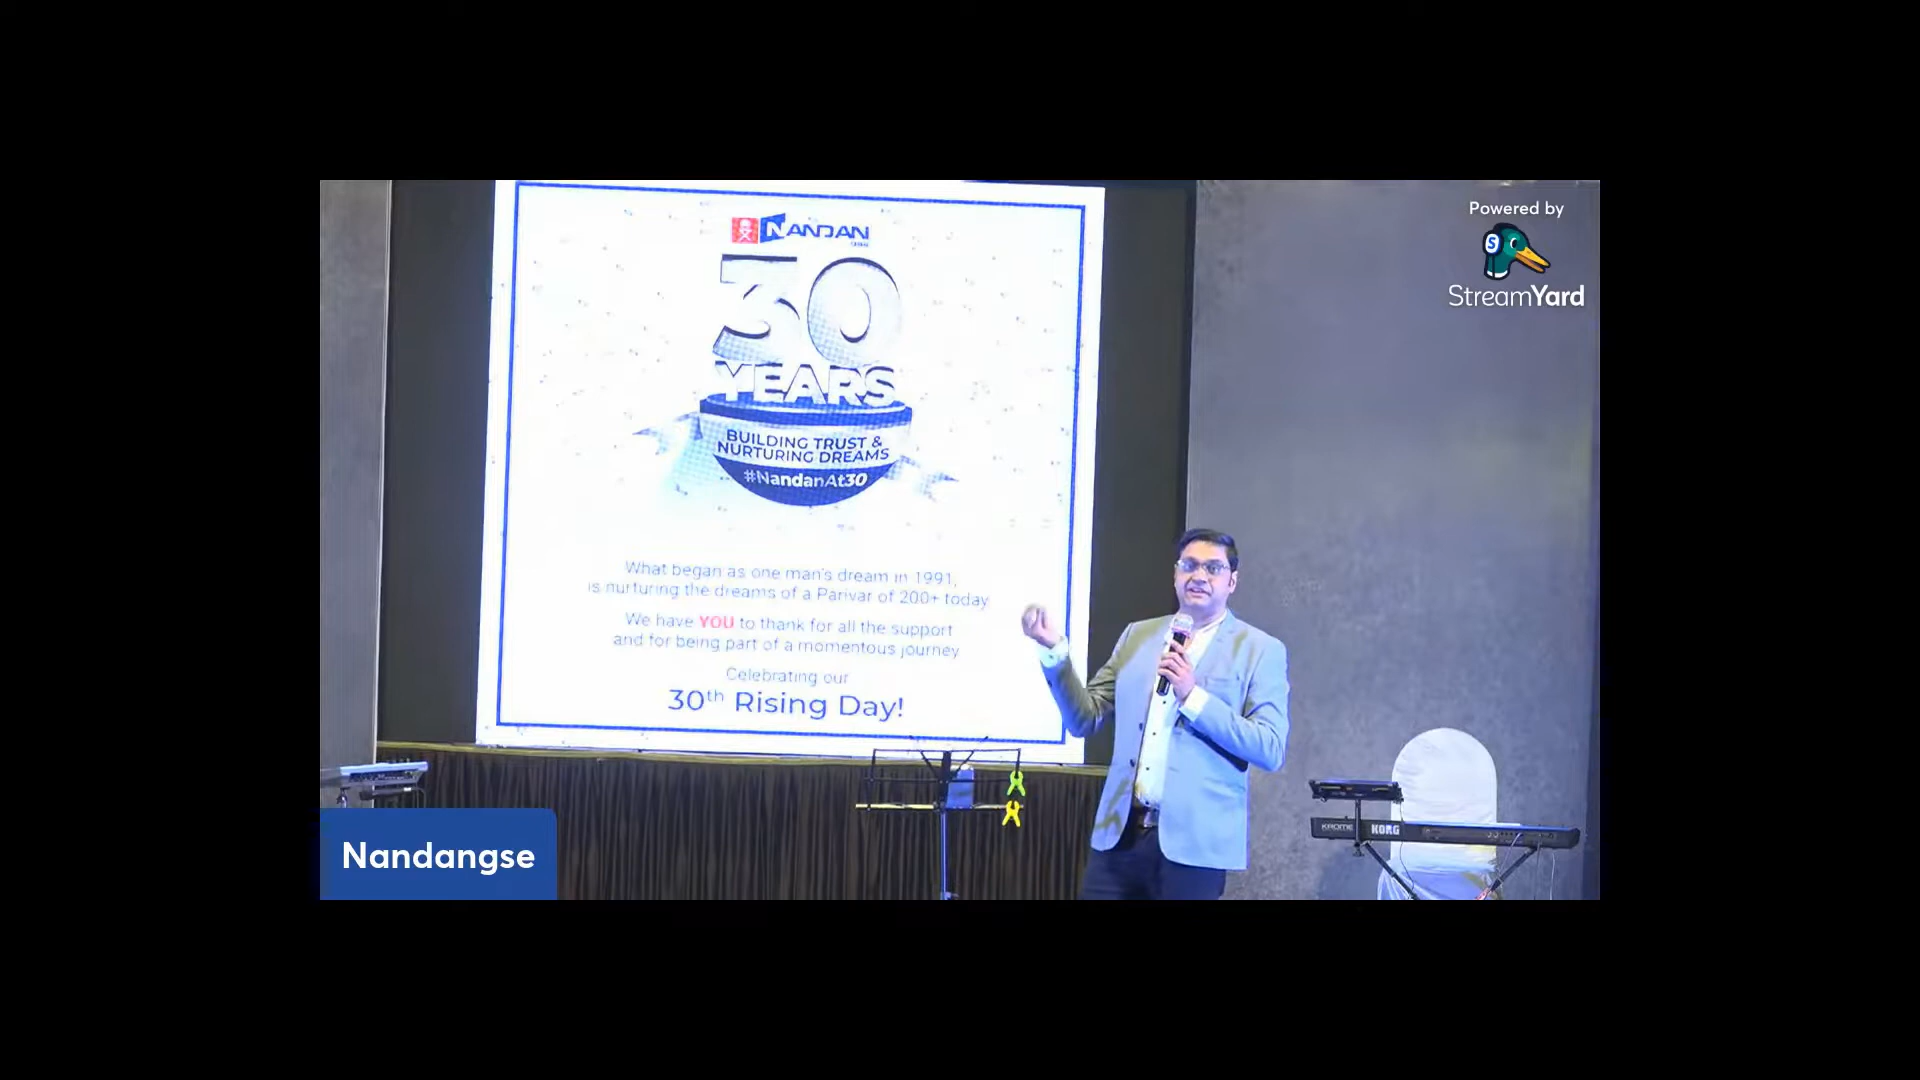 NANDAN
30
YEARS
BUILDING TRUST &
NURTURING DREAMS
#NandanAt30
What began as one man's dream in 1991,
is nurturing the dreams of a Parivar of 200+ today
We have YOU to thank for all the support
and for being part of a momentous journey
Celebrating our
30th Rising Day!
Powered by
S
StreamYard
KROME KORG
Nandangse